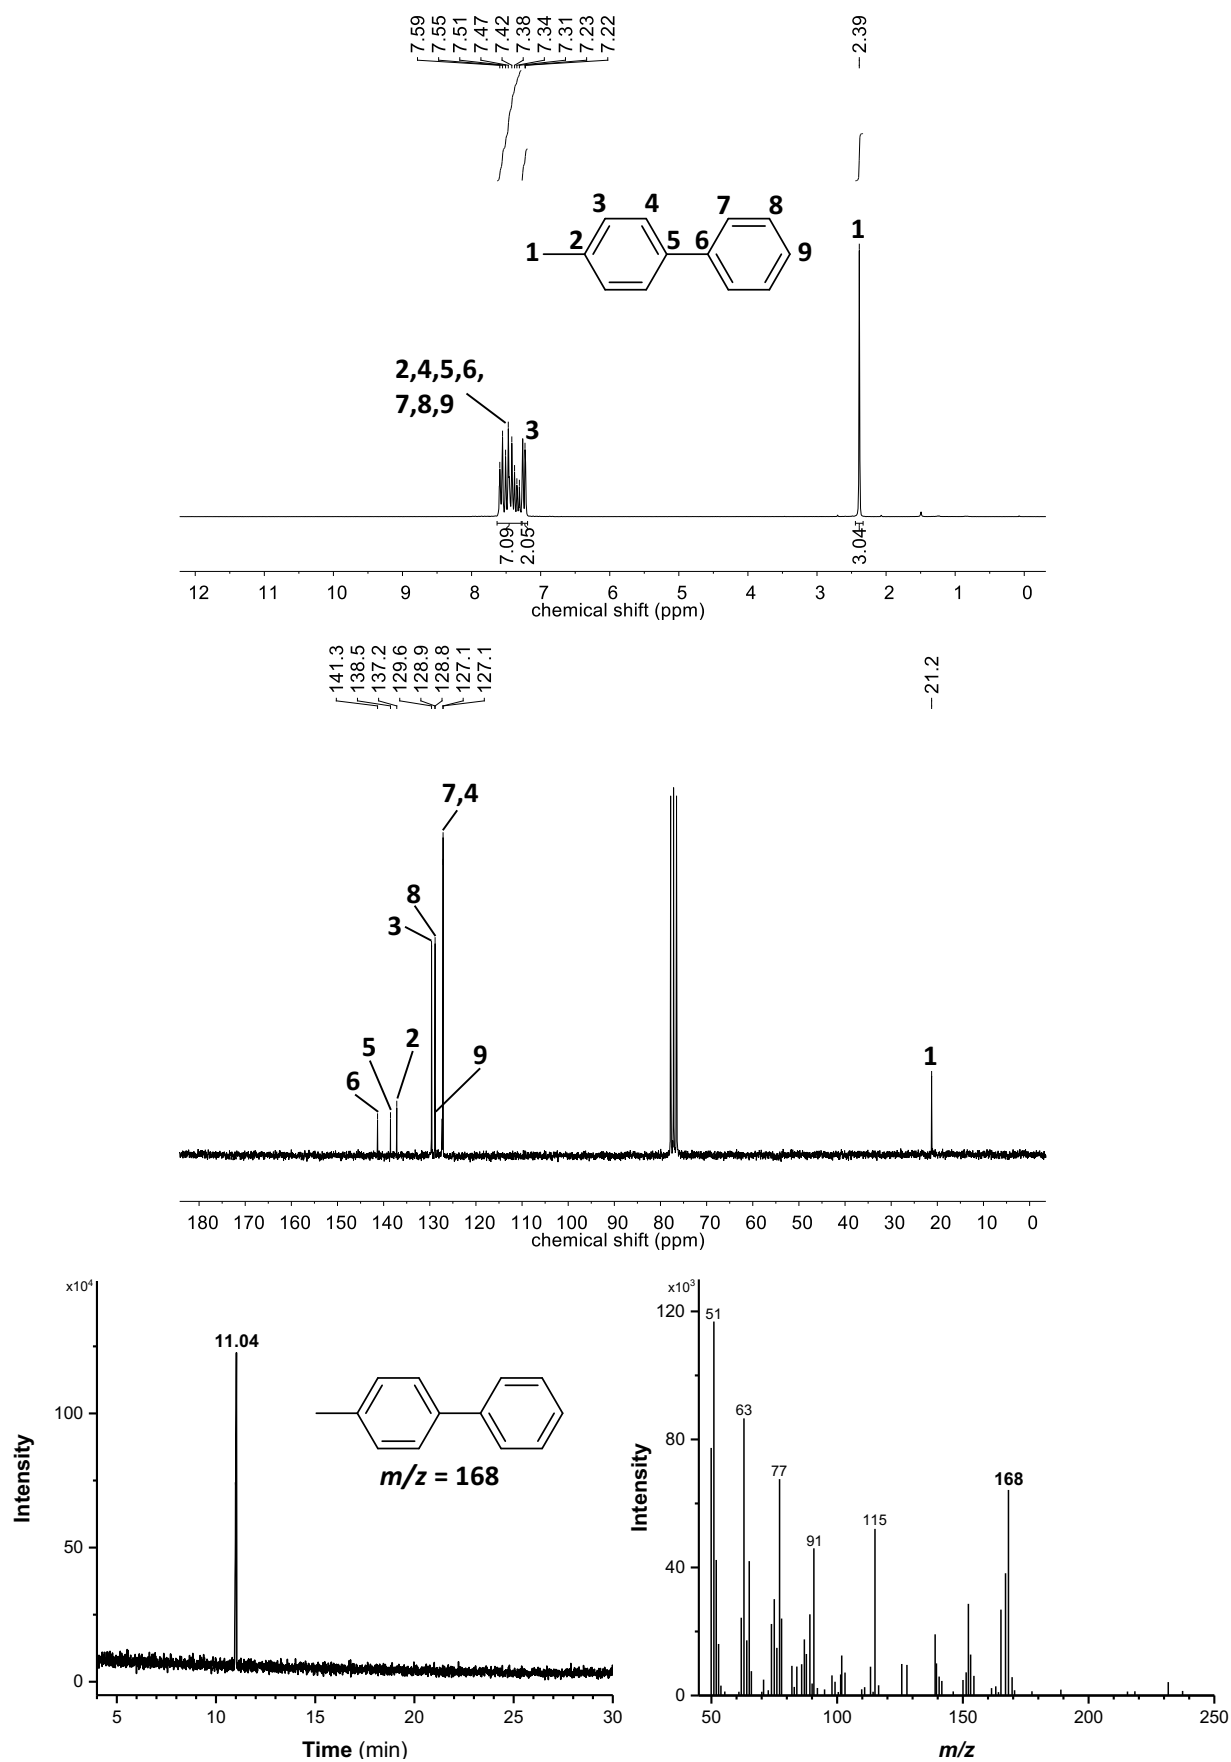 7.59 7.55 7.51 7.47 7.42 7.38 7.34 7.31 7.23 7.22
2.39
3 4 7 8
1 2 5 6 9
1
2,4,5,6,
7,8,9
3
7.09 2.05 3.04
12 11 10 9 8 7 6 5 4 3 2 1 0
chemical shift (ppm)
141.3 138.5 137.2 129.6 128.9 128.8 127.1 127.1
21.2
7,4
8
3
5 2 9 1
6
180 170 160 150 140 130 120 110 100 90 80 70 60 50 40 30 20 10 0
chemical shift (ppm)
x10⁴
11.04
100
50
0
Intensity
m/z = 168
5 10 15 20 25 30
Time (min)
x10³
120
80
40
0
Intensity
51
63
77
91
115
168
50 100 150 200 250
m/z